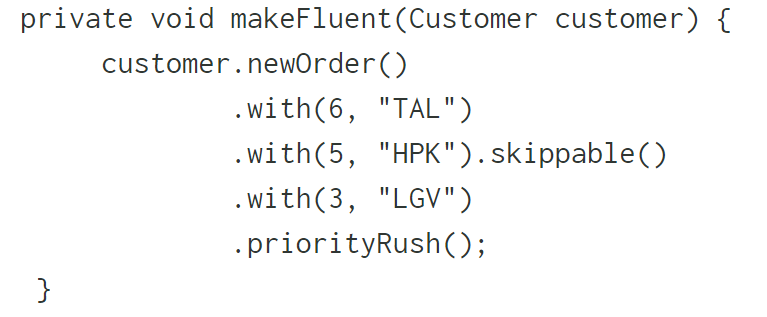 private void makeFluent(Customer customer) {
customer.newOrder()
.with(6, "TAL")
.with(5, "HPK").skippable()
.with(3, "LGV")
.priorityRush();
}